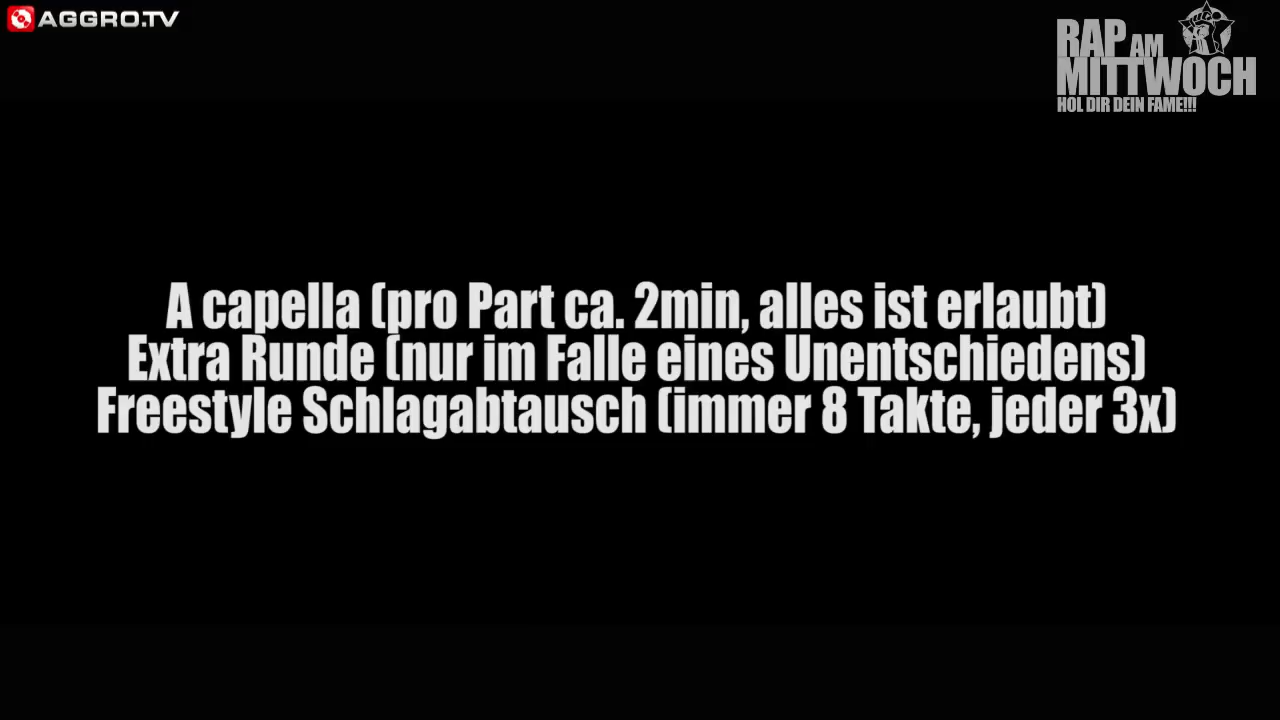 AGGRO.TV
RAP AM
MITTWOCH
HOL DIR DEIN FAME!!!
A capella (pro Part ca. 2min, alles ist erlaubt)
Extra Runde (nur im Falle eines Unentschiedens)
Freestyle Schlagabtausch (immer 8 Takte, jeder 3x)